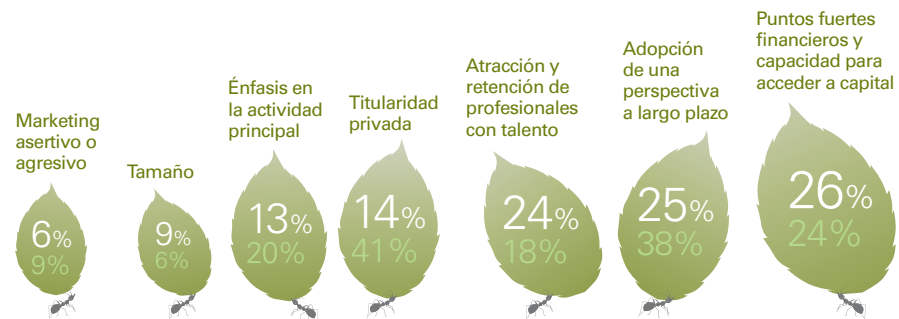 Marketing
asertivo o
agresivo
6%
9%
Tamaño
9%
6%
Énfasis en
la actividad
principal
13%
20%
Titularidad
privada
14%
41%
Atracción y
retención de
profesionales
con talento
24%
18%
Adopción
de una
perspectiva
a largo plazo
25%
38%
Puntos fuertes
financieros y
capacidad para
acceder a capital
26%
24%